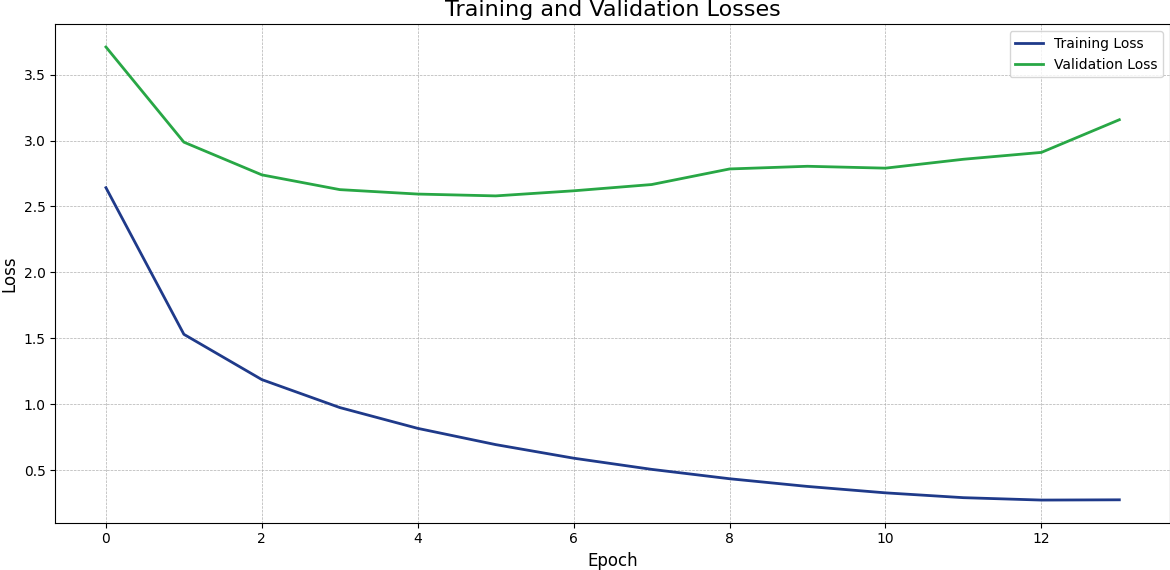 Training and Validation Losses
Training Loss
Validation Loss
3.5
3.0
2.5
2.0
1.5
1.0
0.5
Loss
0 2 4 6 8 10 12
Epoch